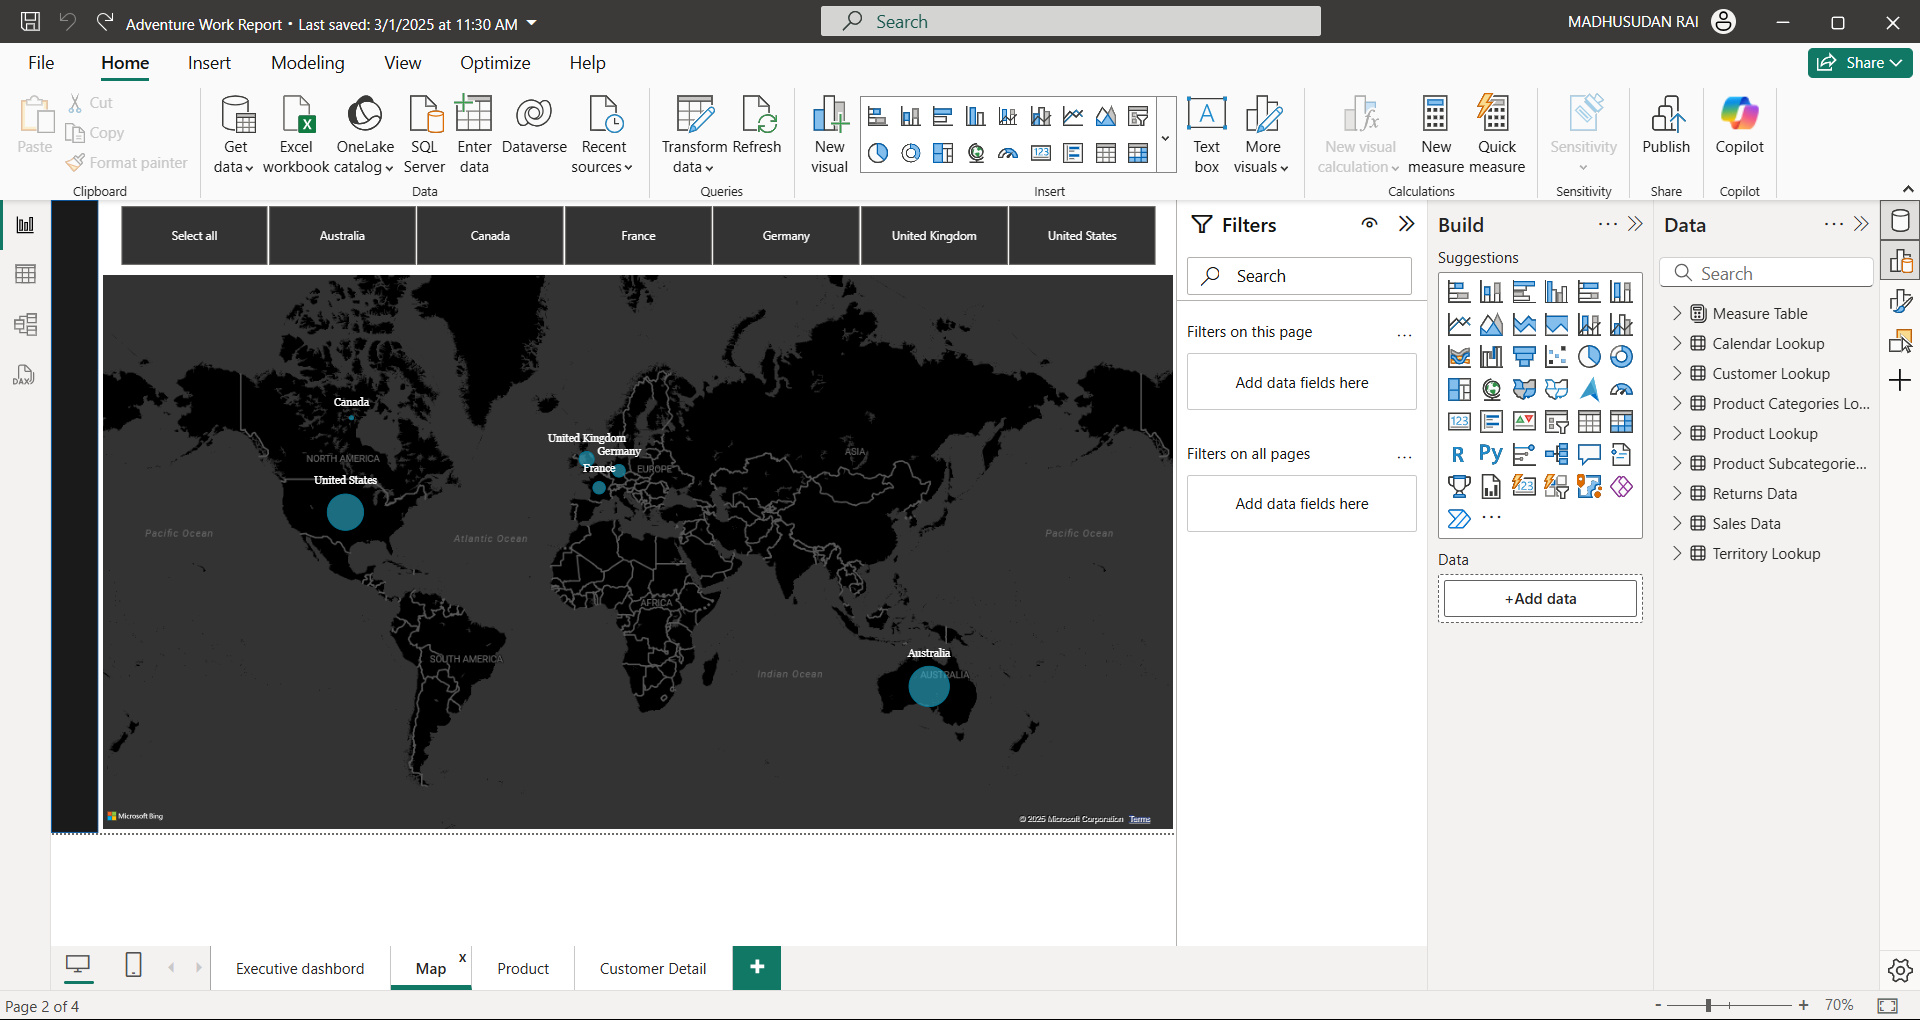 Adventure Work Report • Last saved: 3/1/2025 at 11:30 AM
Search
MADHUSUDAN RAI
File
Home
Insert
Modeling
View
Optimize
Help
Share
Paste
Cut
Copy
Format painter
Clipboard
Get data
Excel workbook
OneLake catalog
SQL Server
Enter data
Dataverse
Recent sources
Data
Transform data
Refresh
Queries
New visual
Text box
More visuals
Insert
New visual calculation
New measure
Quick measure
Calculations
Sensitivity
Sensitivity
Publish
Share
Copilot
Copilot
Select all
Australia
Canada
France
Germany
United Kingdom
United States
Canada
United Kingdom
Germany
France
EUROPE
ASIA
NORTH AMERICA
United States
Pacific Ocean
Atlantic Ocean
Pacific Ocean
AFRICA
SOUTH AMERICA
Indian Ocean
Australia
AUSTRALIA
Microsoft Bing
© 2025 Microsoft Corporation Terms
Filters
Search
Filters on this page
Add data fields here
Filters on all pages
Add data fields here
Build
Suggestions
123
R
Py
123
Data
+Add data
Data
Search
Measure Table
Calendar Lookup
Customer Lookup
Product Categories Lo...
Product Lookup
Product Subcategorie...
Returns Data
Sales Data
Territory Lookup
DAX
Executive dashbord
Map
x
Product
Customer Detail
+
Page 2 of 4
- + 70%